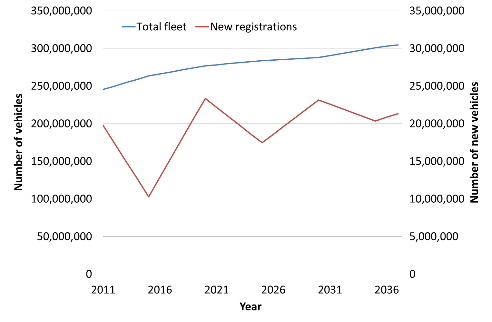 350,000,000
300,000,000
250,000,000
200,000,000
150,000,000
100,000,000
50,000,000
0
Number of vehicles
Total fleet
New registrations
35,000,000
30,000,000
25,000,000
20,000,000
15,000,000
10,000,000
5,000,000
0
Number of new vehicles
2011 2016 2021 2026 2031 2036
Year